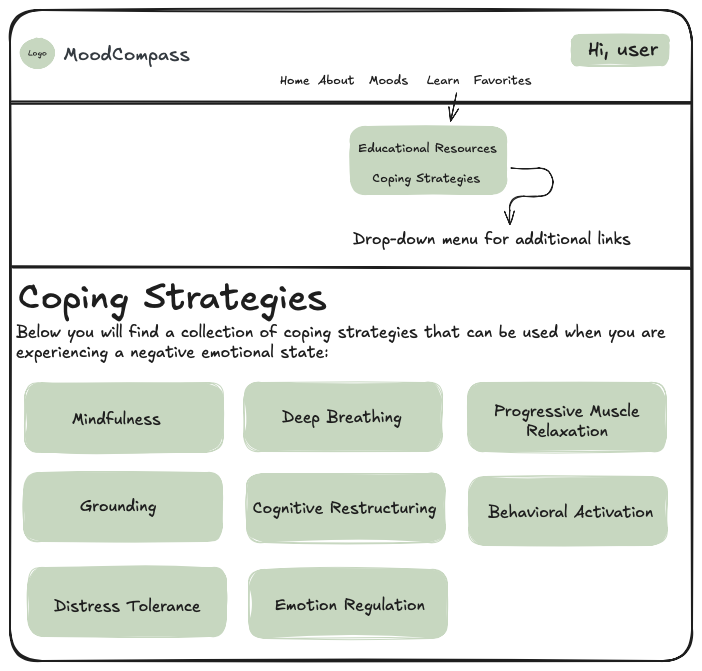 Logo
MoodCompass
Hi, user
Home About Moods Learn Favorites
Educational Resources
Coping Strategies
Drop-down menu for additional links
Coping Strategies
Below you will find a collection of coping strategies that can be used when you are
experiencing a negative emotional state:
Mindfulness
Deep Breathing
Progressive Muscle
Relaxation
Grounding
Cognitive Restructuring
Behavioral Activation
Distress Tolerance
Emotion Regulation